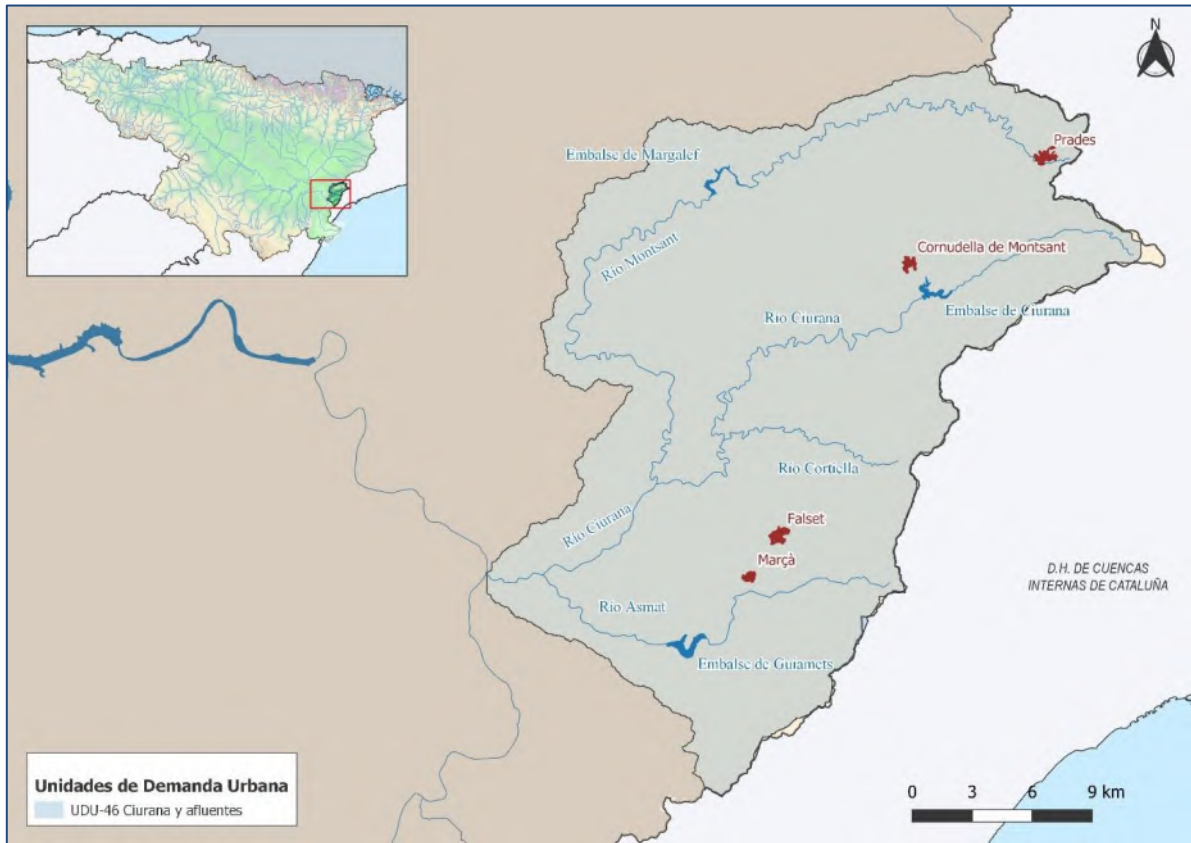 N
Prades
Embalse de Margalef
Cornudella de Montsant
Río Montsant
Embalse de Ciurana
Río Ciurana
Río Cortiella
Falset
Río Ciurana
Marçà
D.H. DE CUENCAS
INTERNAS DE CATALUÑA
Río Asmat
Embalse de Guiamets
Unidades de Demanda Urbana
UDU-46 Ciurana y afluentes
0 3 6 9 km